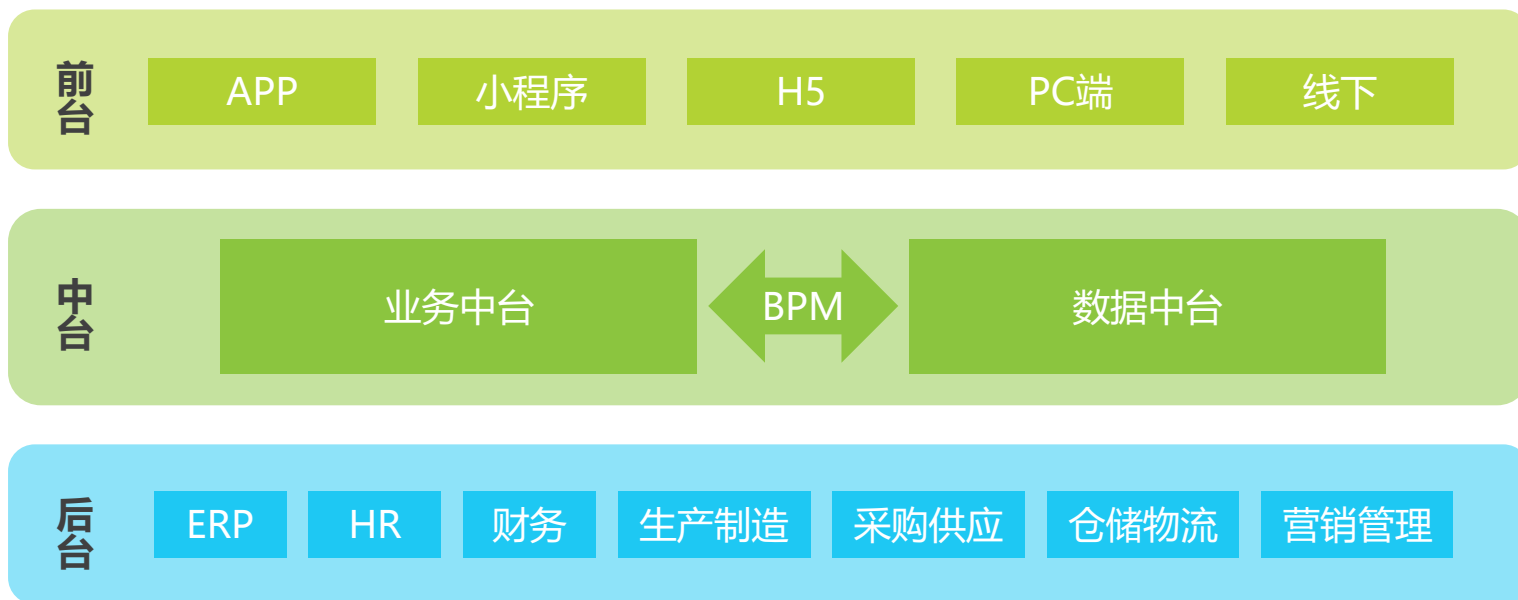 前台
APP
小程序
H5
PC端
线下
中台
业务中台
BPM
数据中台
后台
ERP
HR
财务
生产制造
采购供应
仓储物流
营销管理